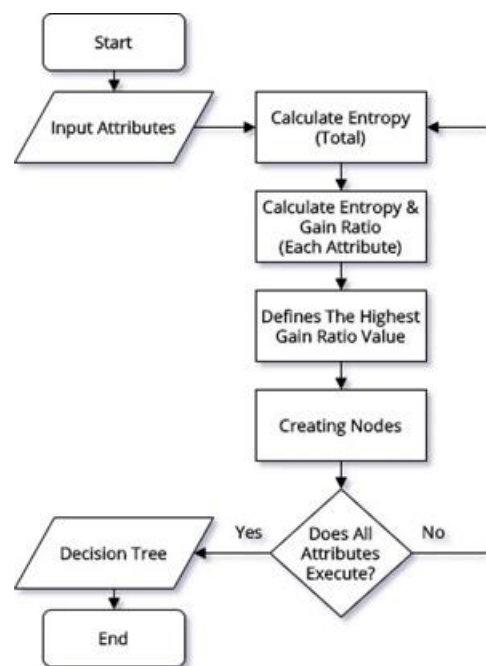 Start
Input Attributes
Calculate Entropy
(Total)
Calculate Entropy &
Gain Ratio
(Each Attribute)
Defines The Highest
Gain Ratio Value
Creating Nodes
Does All
Attributes
Execute?
Yes
No
Decision Tree
End